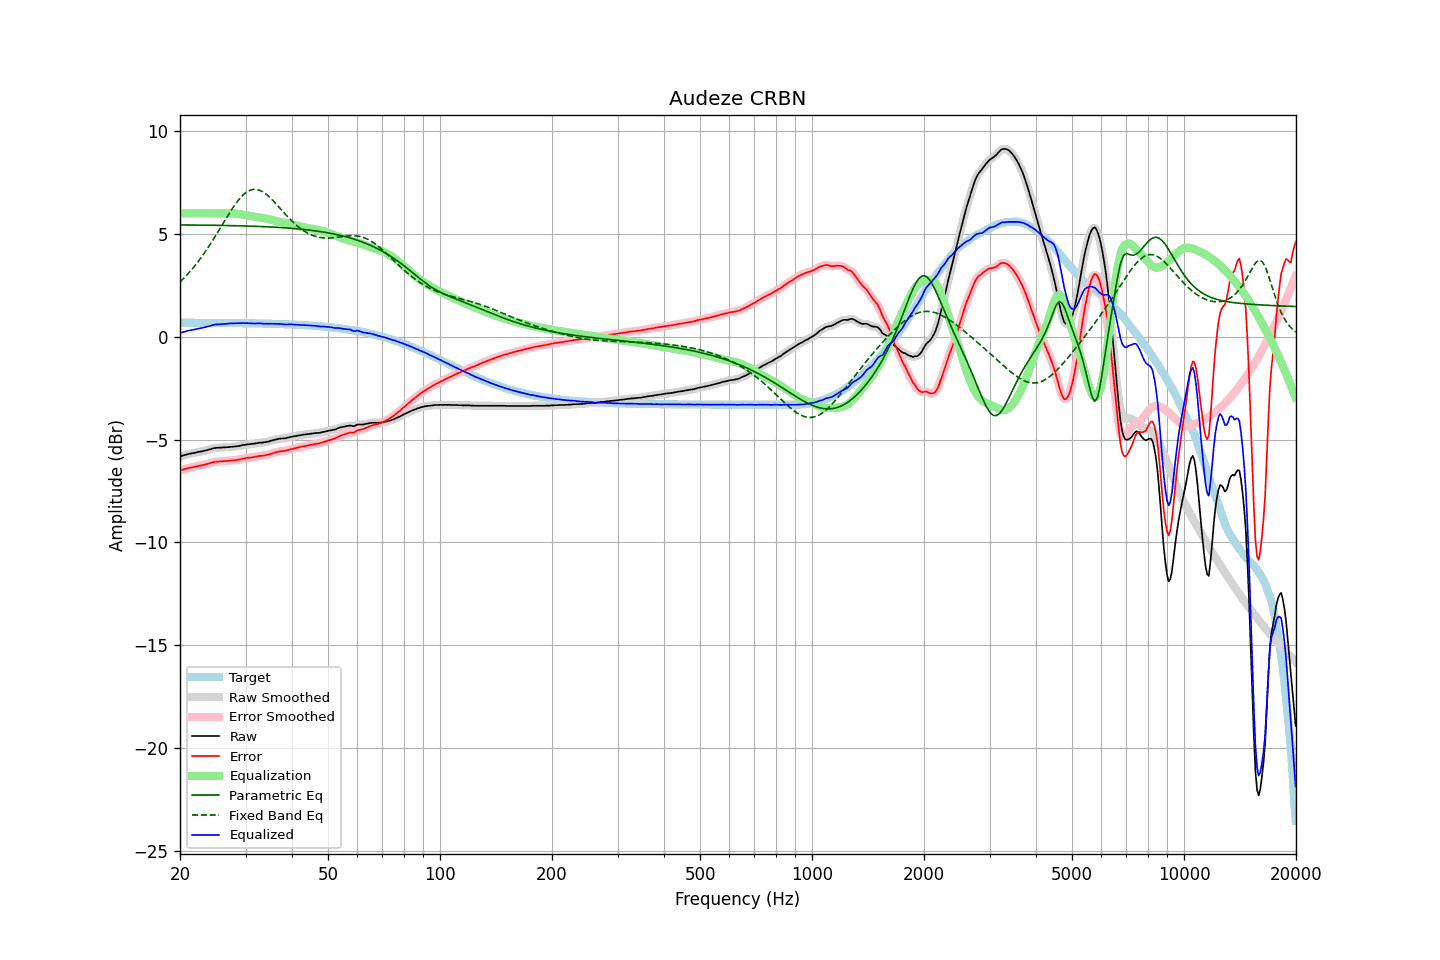 Audeze CRBN
Amplitude (dBr)
10
5
0
−5
−10
−15
−20
−25
Target
Raw Smoothed
Error Smoothed
Raw
Error
Equalization
Parametric Eq
Fixed Band Eq
Equalized
20 50 100 200 500 1000 2000 5000 10000 20000
Frequency (Hz)